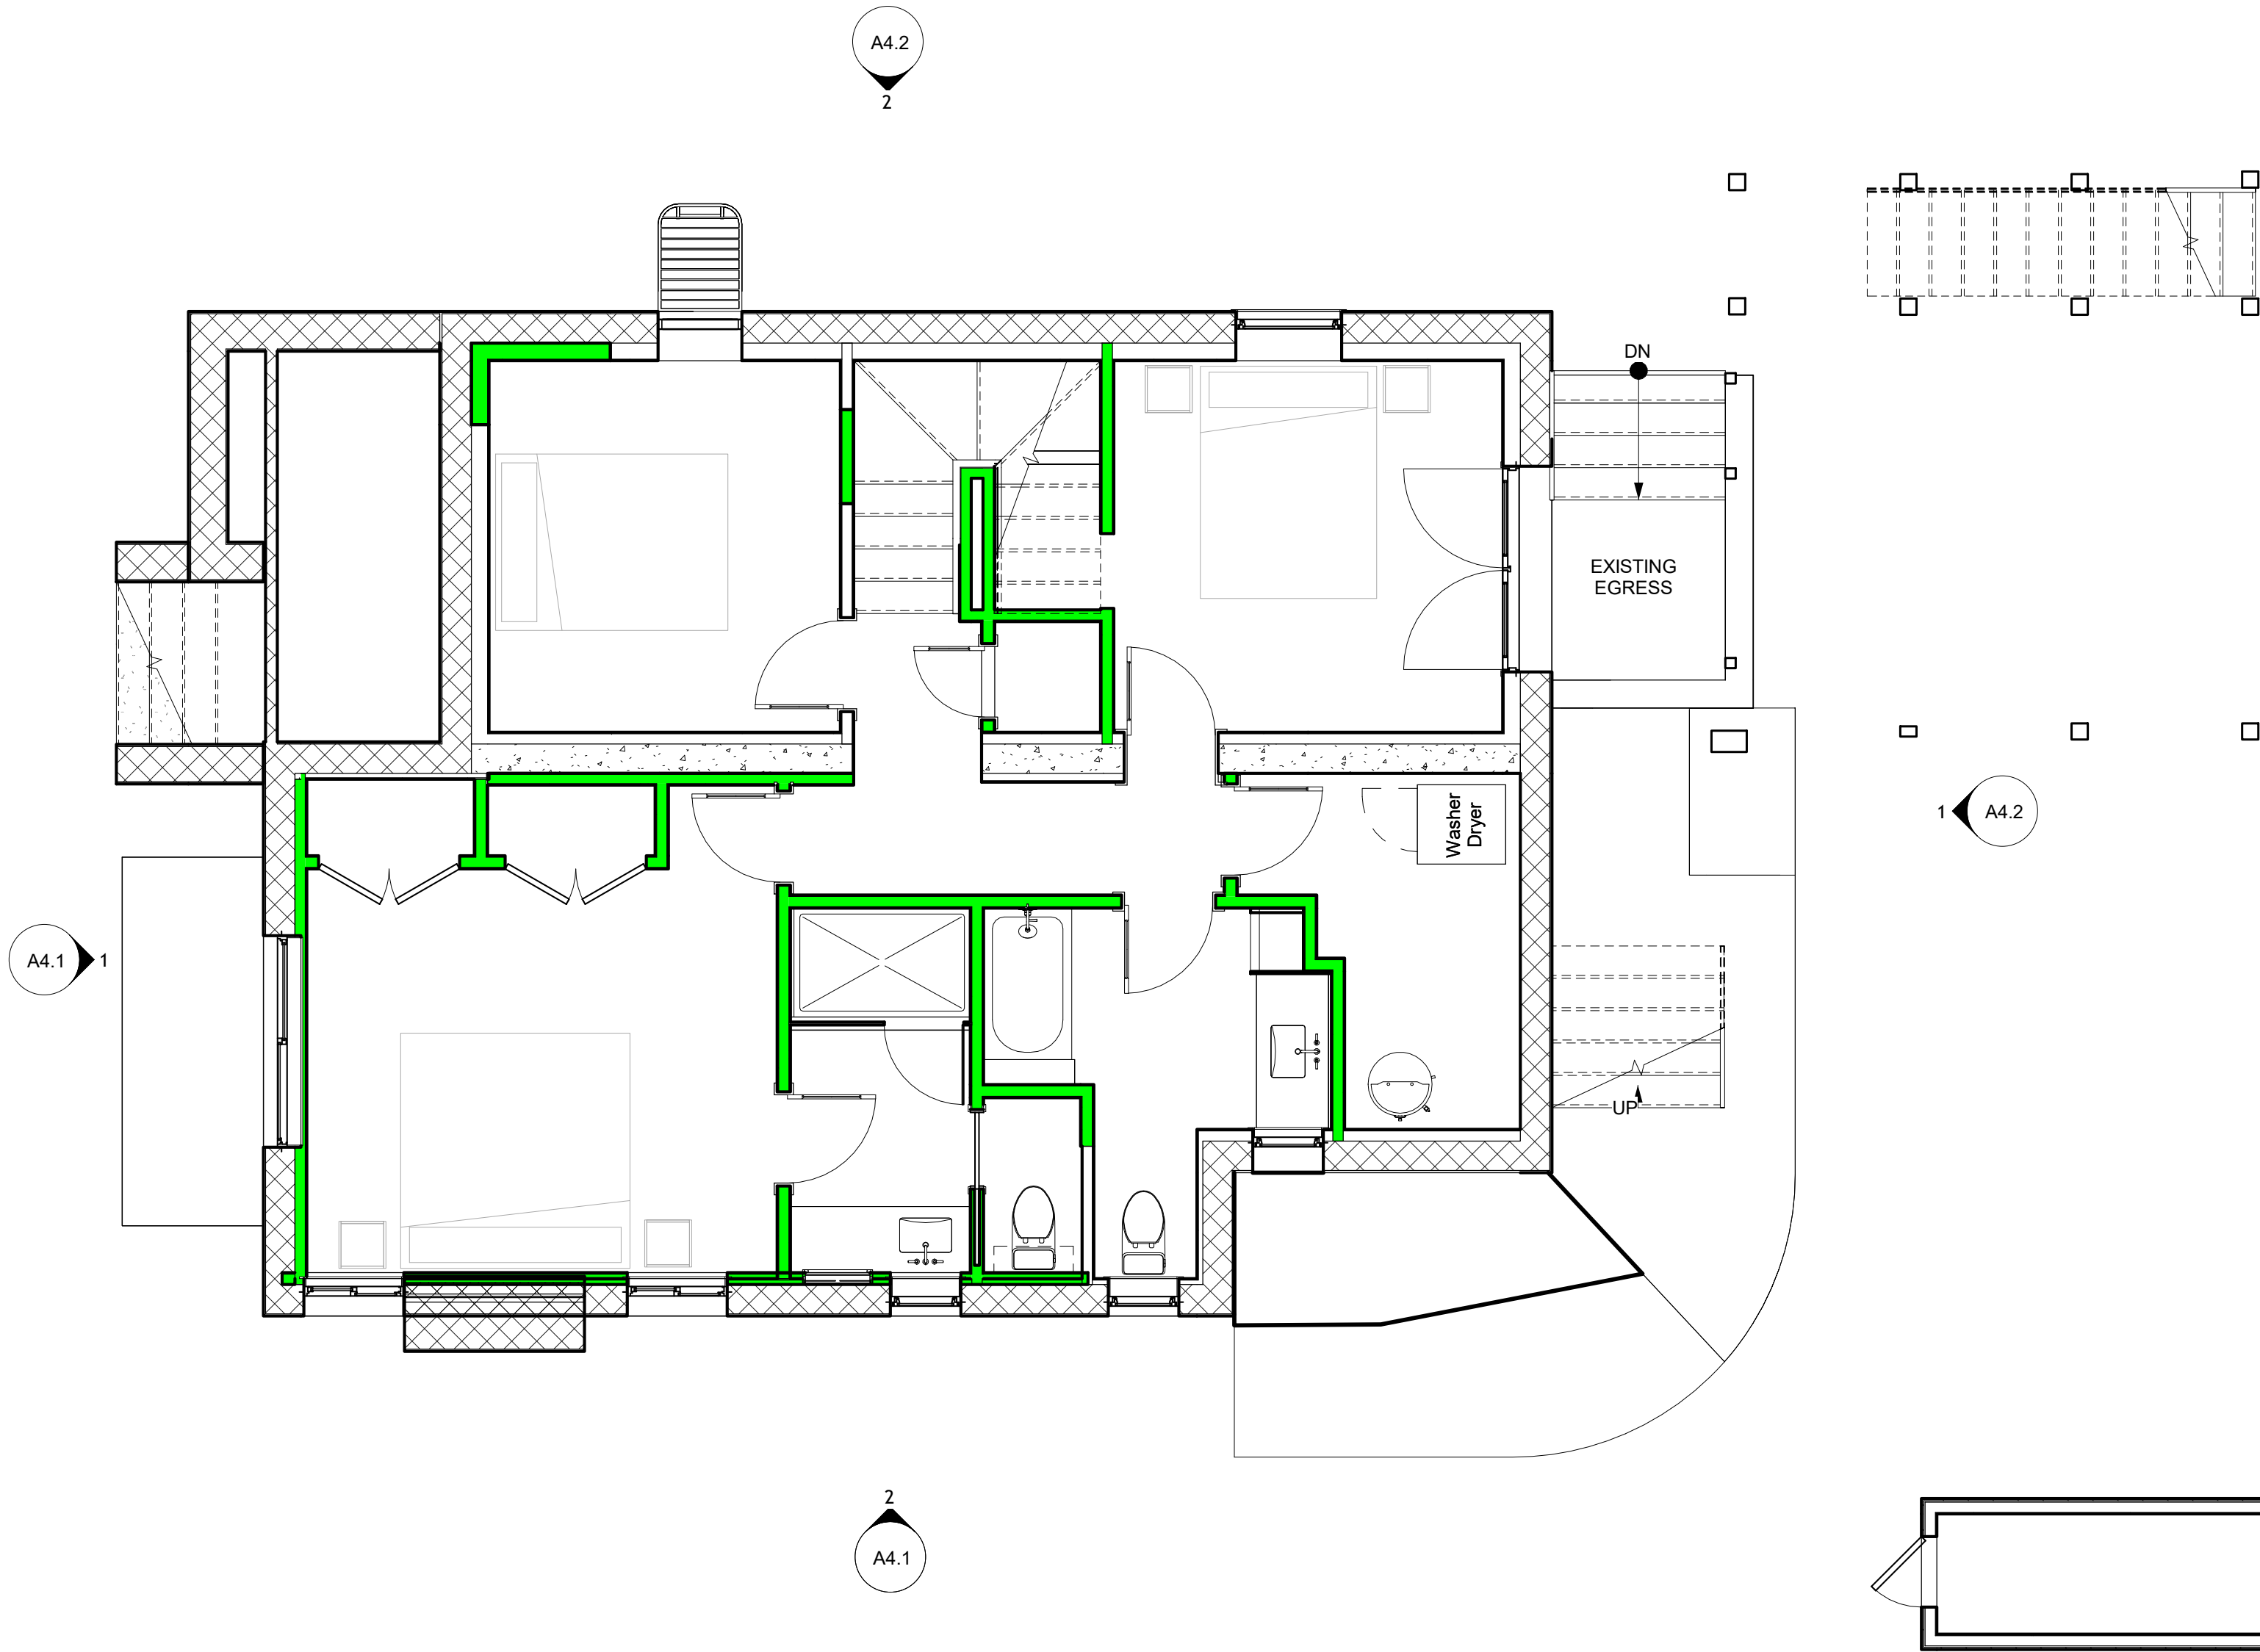 A4.2
2
DN
EXISTING
EGRESS
Washer
Dryer
1
A4.2
A4.1
1
UP
2
A4.1